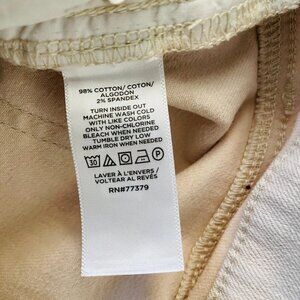 98% COTTON/ COTON/
ALGODON
2% SPANDEX
TURN INSIDE OUT
MACHINE WASH COLD
WITH LIKE COLORS
ONLY NON-CHLORINE
BLEACH WHEN NEEDED
TUMBLE DRY LOW
WARM IRON WHEN NEEDED
30
LAVER À L'ENVERS /
VOLTEAR AL REVÉS
RN#77379